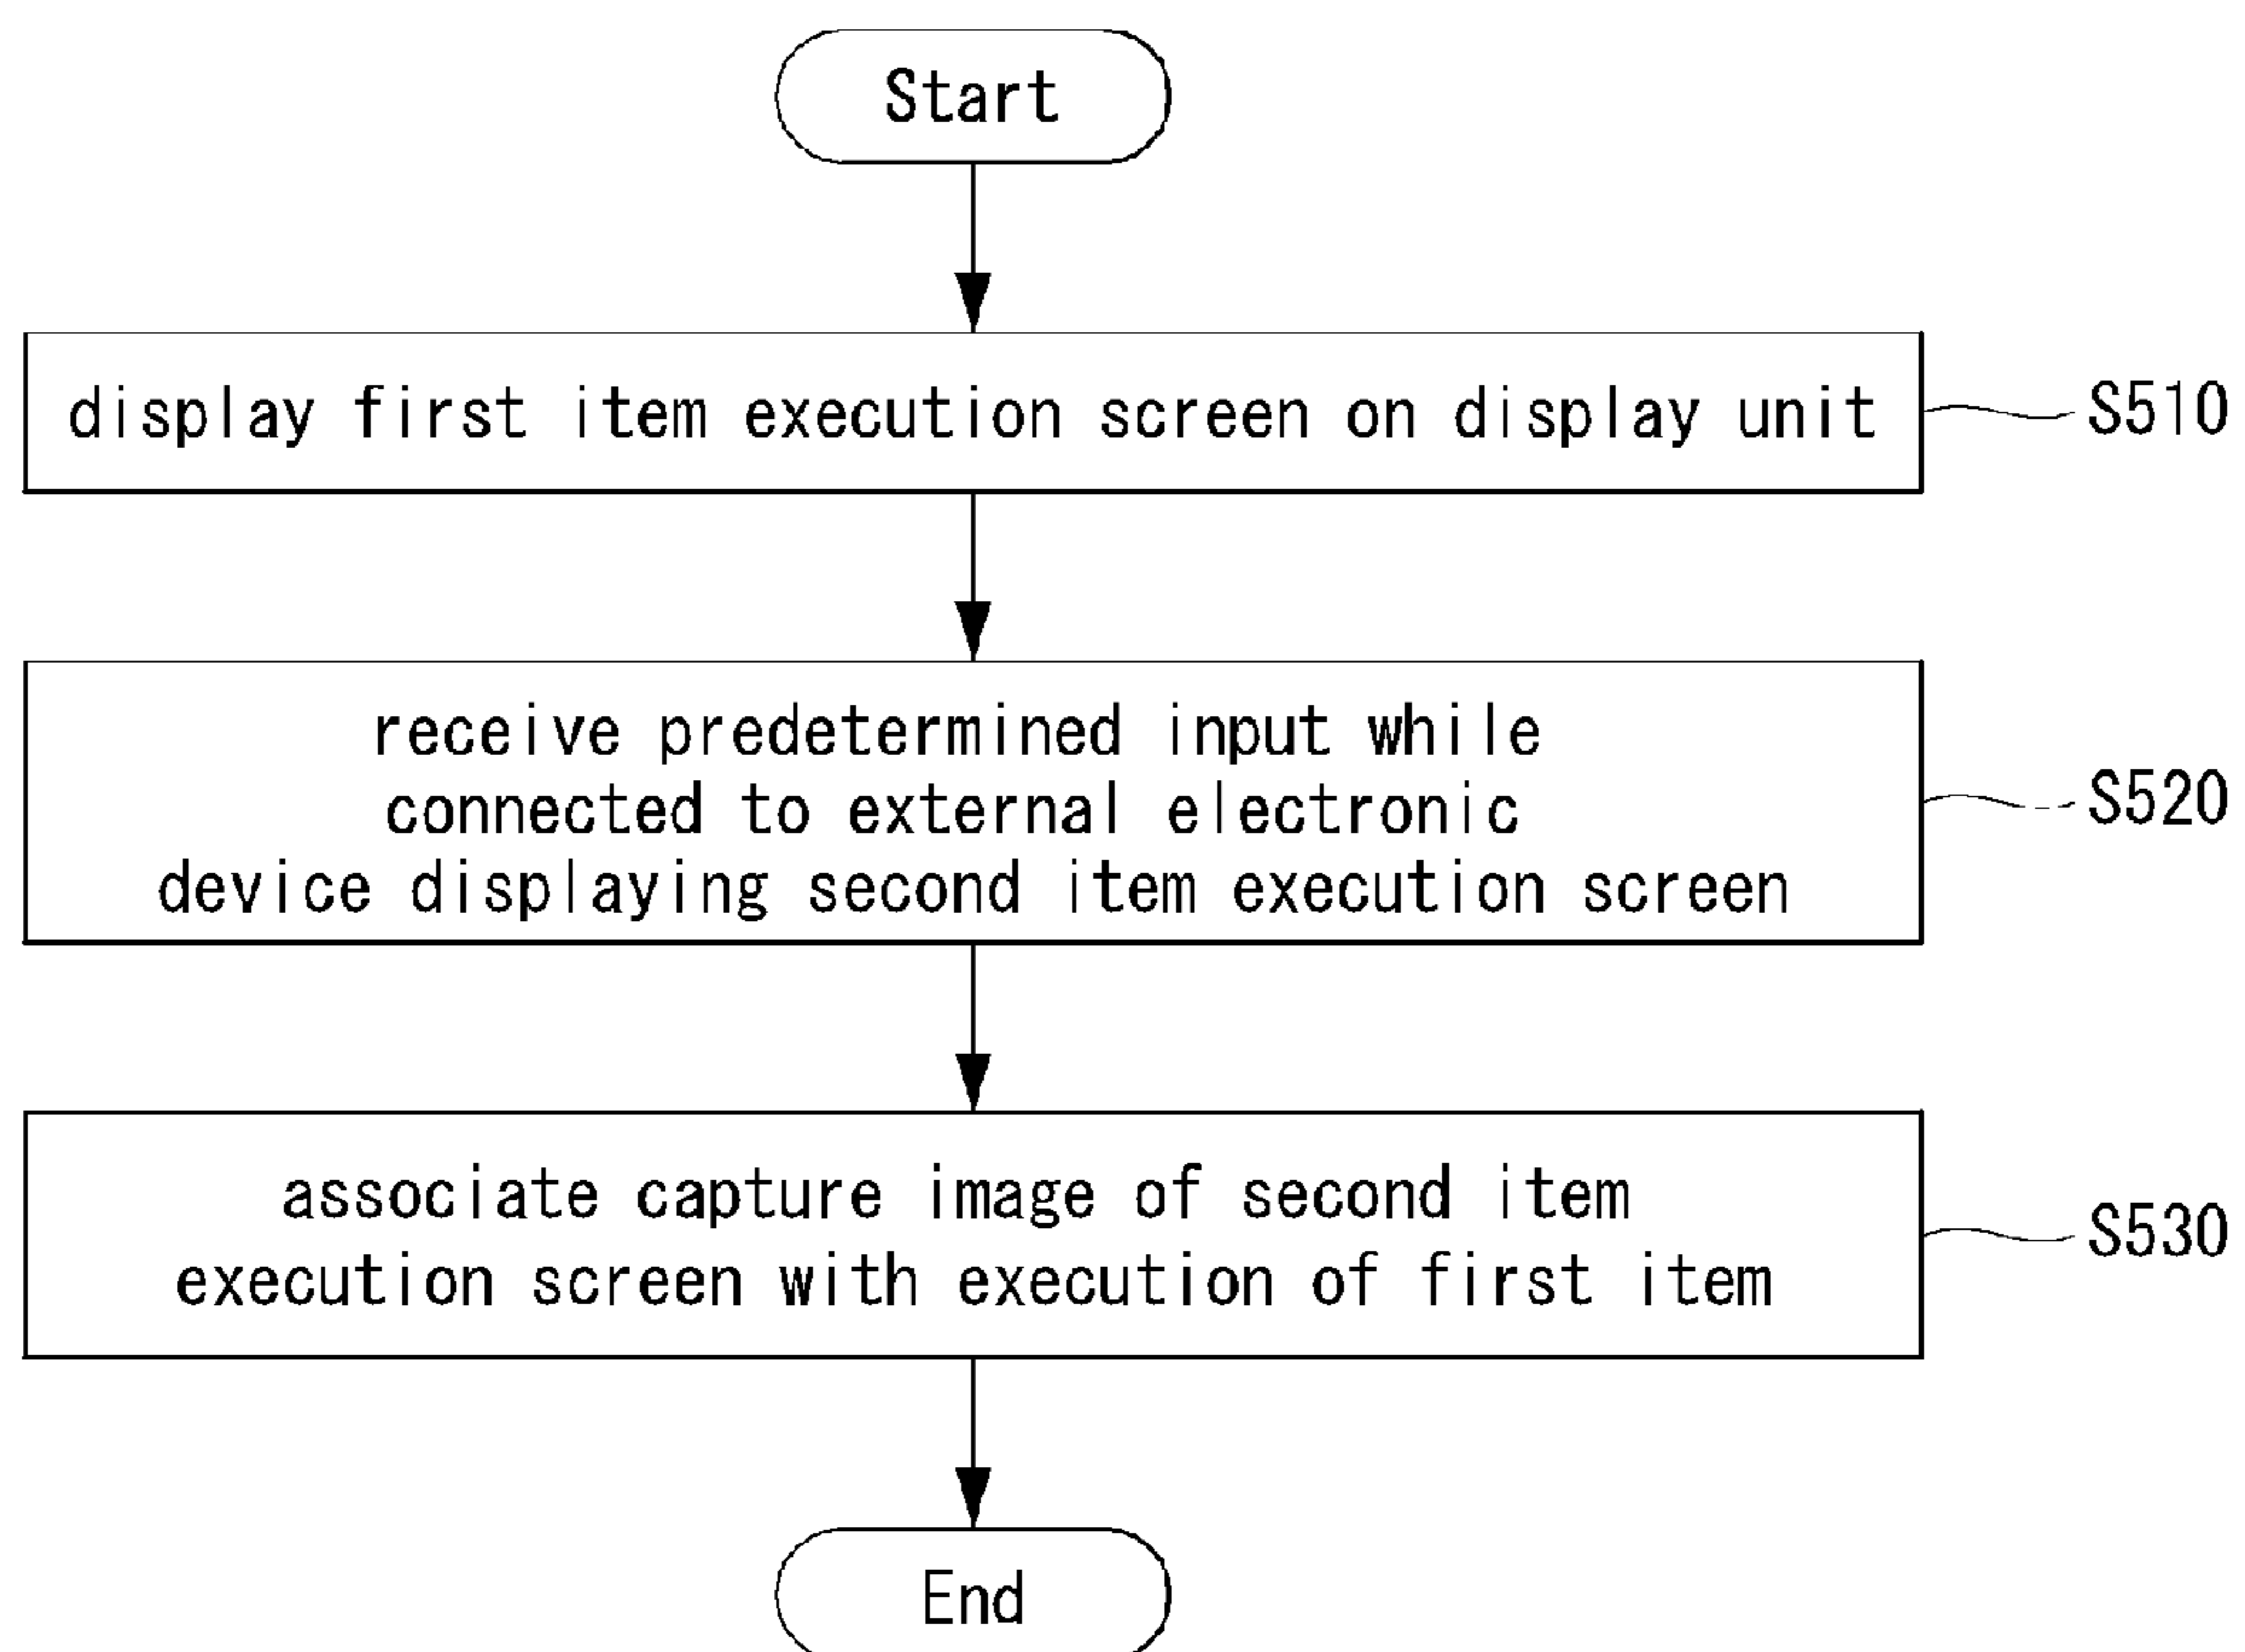 Start
display first item execution screen on display unit
S510
receive predetermined input while
connected to external electronic
device displaying second item execution screen
S520
associate capture image of second item
execution screen with execution of first item
S530
End